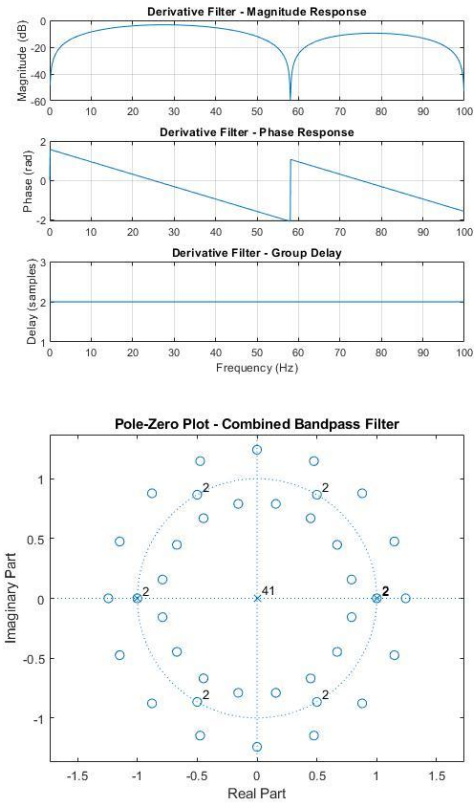 Derivative Filter - Magnitude Response
Magnitude (dB)
0
-20
-40
-60
0 10 20 30 40 50 60 70 80 90 100
Derivative Filter - Phase Response
Phase (rad)
2
0
-2
0 10 20 30 40 50 60 70 80 90 100
Derivative Filter - Group Delay
Delay (samples)
3
2
1
0 10 20 30 40 50 60 70 80 90 100
Frequency (Hz)
Pole-Zero Plot - Combined Bandpass Filter
Imaginary Part
1
0.5
0
-0.5
-1
2 2
2 41 2
2 2
-1.5 -1 -0.5 0 0.5 1 1.5
Real Part